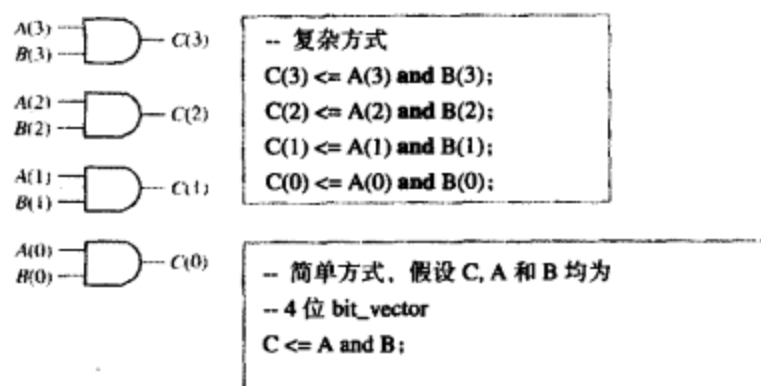 A(3)
B(3)
C(3)
A(2)
B(2)
C(2)
A(1)
B(1)
C(1)
A(0)
B(0)
C(0)
-- 复杂方式
C(3) <= A(3) and B(3);
C(2) <= A(2) and B(2);
C(1) <= A(1) and B(1);
C(0) <= A(0) and B(0);
-- 简单方式，假设 C, A 和 B 均为
-- 4 位 bit_vector
C <= A and B;